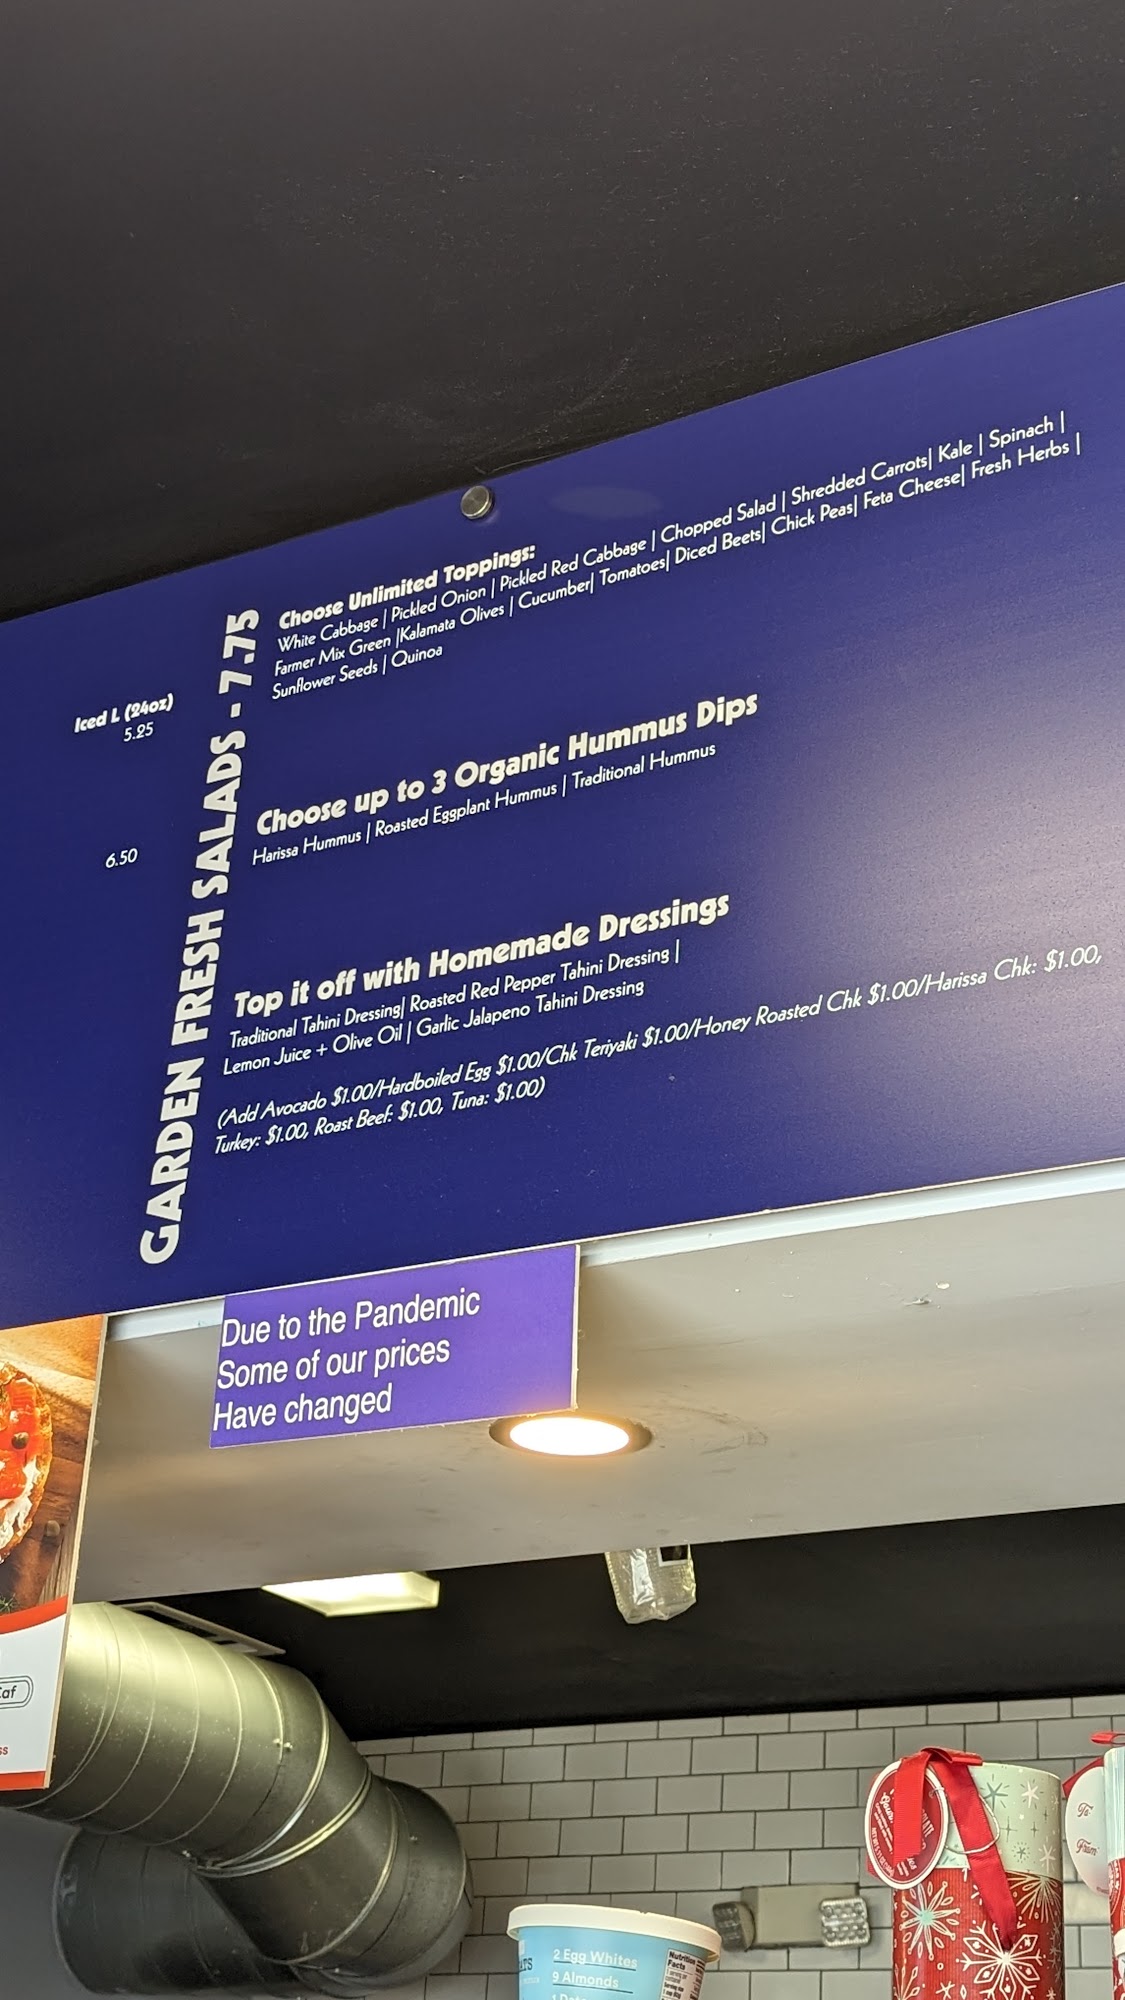 Iced L (24oz)
5.25
6.50
GARDEN FRESH SALADS - 7.75
Choose Unlimited Toppings:
White Cabbage | Pickled Onion | Pickled Red Cabbage | Chopped Salad | Shredded Carrots| Kale | Spinach |
Farmer Mix Green |Kalamata Olives | Cucumber| Tomatoes| Diced Beets| Chick Peas| Feta Cheese| Fresh Herbs |
Sunflower Seeds | Quinoa
Choose up to 3 Organic Hummus Dips
Harissa Hummus | Roasted Eggplant Hummus | Traditional Hummus
Top it off with Homemade Dressings
Traditional Tahini Dressing| Roasted Red Pepper Tahini Dressing |
Lemon Juice + Olive Oil | Garlic Jalapeno Tahini Dressing
(Add Avocado $1.00/Hardboiled Egg $1.00/Chk Teriyaki $1.00/Honey Roasted Chk $1.00/Harissa Chk: $1.00,
Turkey: $1.00, Roast Beef: $1.00, Tuna: $1.00)
Due to the Pandemic
Some of our prices
Have changed
2 Egg Whites
9 Almonds
Nutrition
Facts
To:
From: